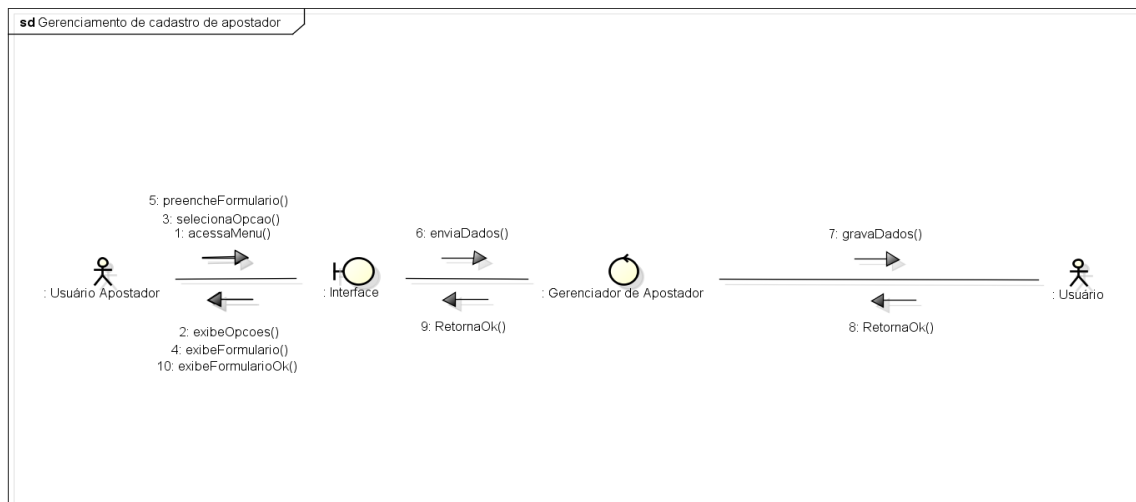 sd Gerenciamento de cadastro de apostador
5: preencheFormulario()
3: selecionaOpcao()
1: acessaMenu()
6: enviaDados()
7: gravaDados()
: Usuário Apostador
: Interface
: Gerenciador de Apostador
: Usuário
2: exibeOpcoes()
4: exibeFormulario()
10: exibeFormularioOk()
9: RetornaOk()
8: RetornaOk()